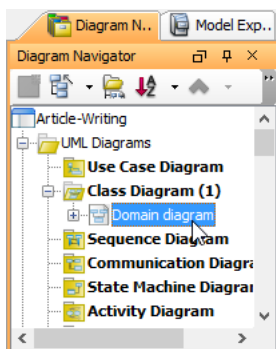 Diagram N.. Model Exp..
Diagram Navigator
Article-Writing
UML Diagrams
Use Case Diagram
Class Diagram (1)
Domain diagram
Sequence Diagram
Communication Diagra
State Machine Diagrar
Activity Diagram